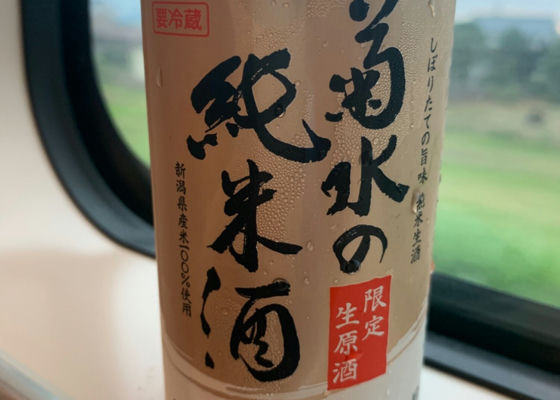 要冷蔵
しぼりたての旨味 純米生酒
菊水の
純米酒
新潟県産米100%使用
限定
生原酒